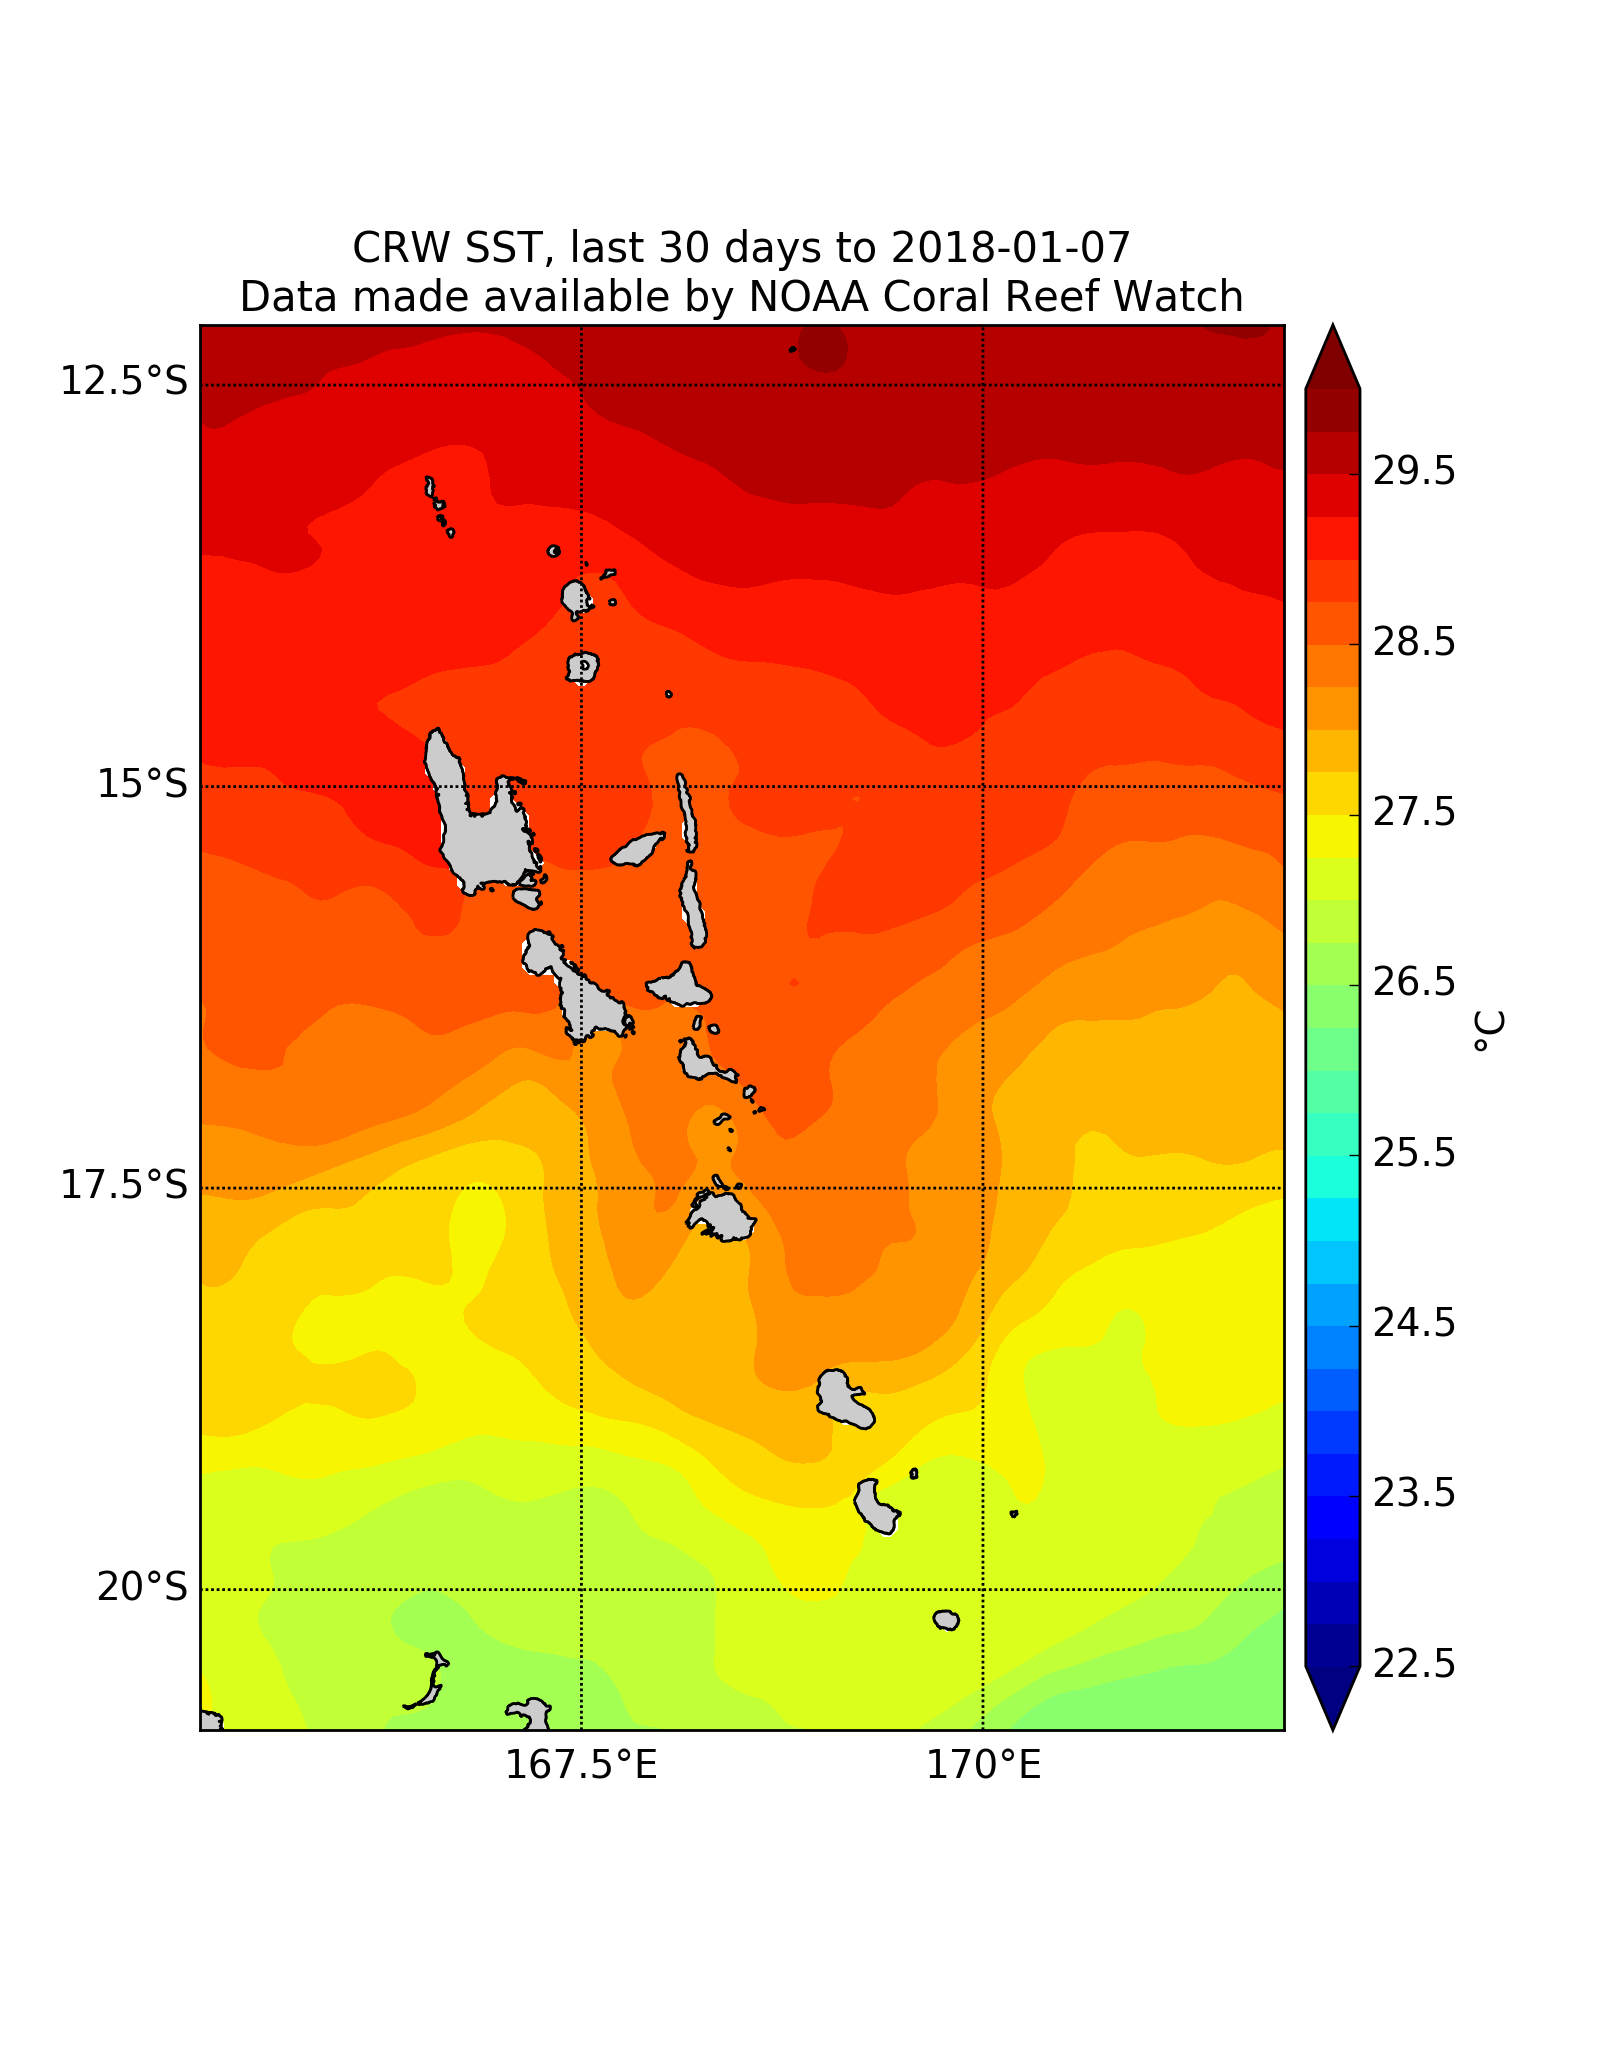 CRW SST, last 30 days to 2018-01-07
Data made available by NOAA Coral Reef Watch
12.5°S
15°S
17.5°S
20°S
167.5°E
170°E
29.5
28.5
27.5
26.5
25.5
24.5
23.5
22.5
°C